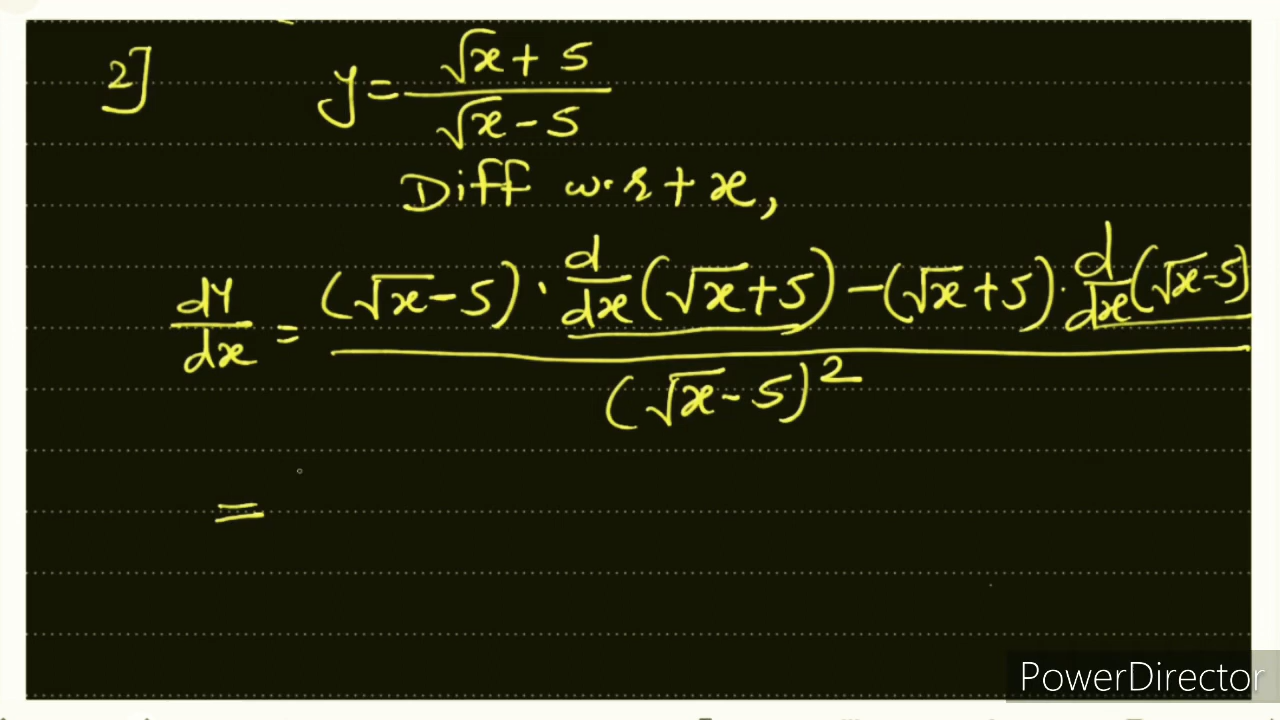 2] y = √x + 5 / √x - 5
Diff w.r + x,
dy/dx = (√x - 5) · d/dx (√x + 5) - (√x + 5) · d/dx (√x - 5) / (√x - 5)²
=
PowerDirector